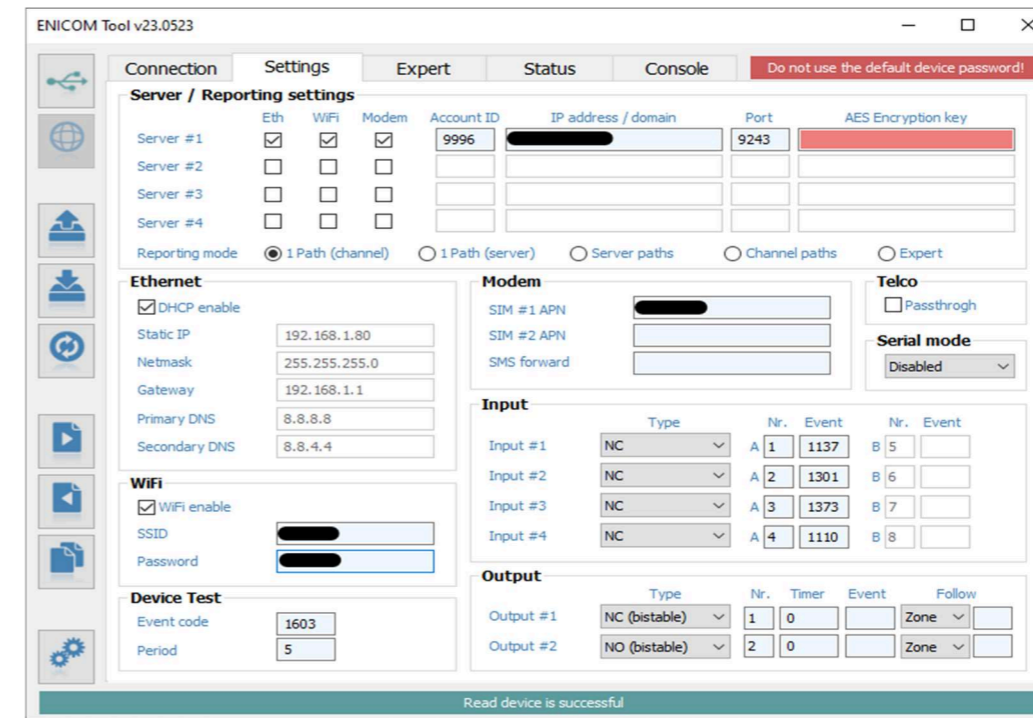 ENICOM Tool v23.0523
Connection Settings Expert Status Console Do not use the default device password!
Server / Reporting settings
Eth WiFi Modem Account ID IP address / domain Port AES Encryption key
Server #1 9996 9243
Server #2
Server #3
Server #4
Reporting mode 1 Path (channel) 1 Path (server) Server paths Channel paths Expert
Ethernet
DHCP enable
Static IP 192.168.1.80
Netmask 255.255.255.0
Gateway 192.168.1.1
Primary DNS 8.8.8.8
Secondary DNS 8.8.4.4
Modem
SIM #1 APN
SIM #2 APN
SMS forward
Telco
Passthrogh
Serial mode
Disabled
WiFi
WiFi enable
SSID
Password
Input
Type Nr. Event Nr. Event
Input #1 NC A 1 1137 B 5
Input #2 NC A 2 1301 B 6
Input #3 NC A 3 1373 B 7
Input #4 NC A 4 1110 B 8
Device Test
Event code 1603
Period 5
Output
Type Nr. Timer Event Follow
Output #1 NC (bistable) 1 0 Zone
Output #2 NO (bistable) 2 0 Zone
Read device is successful